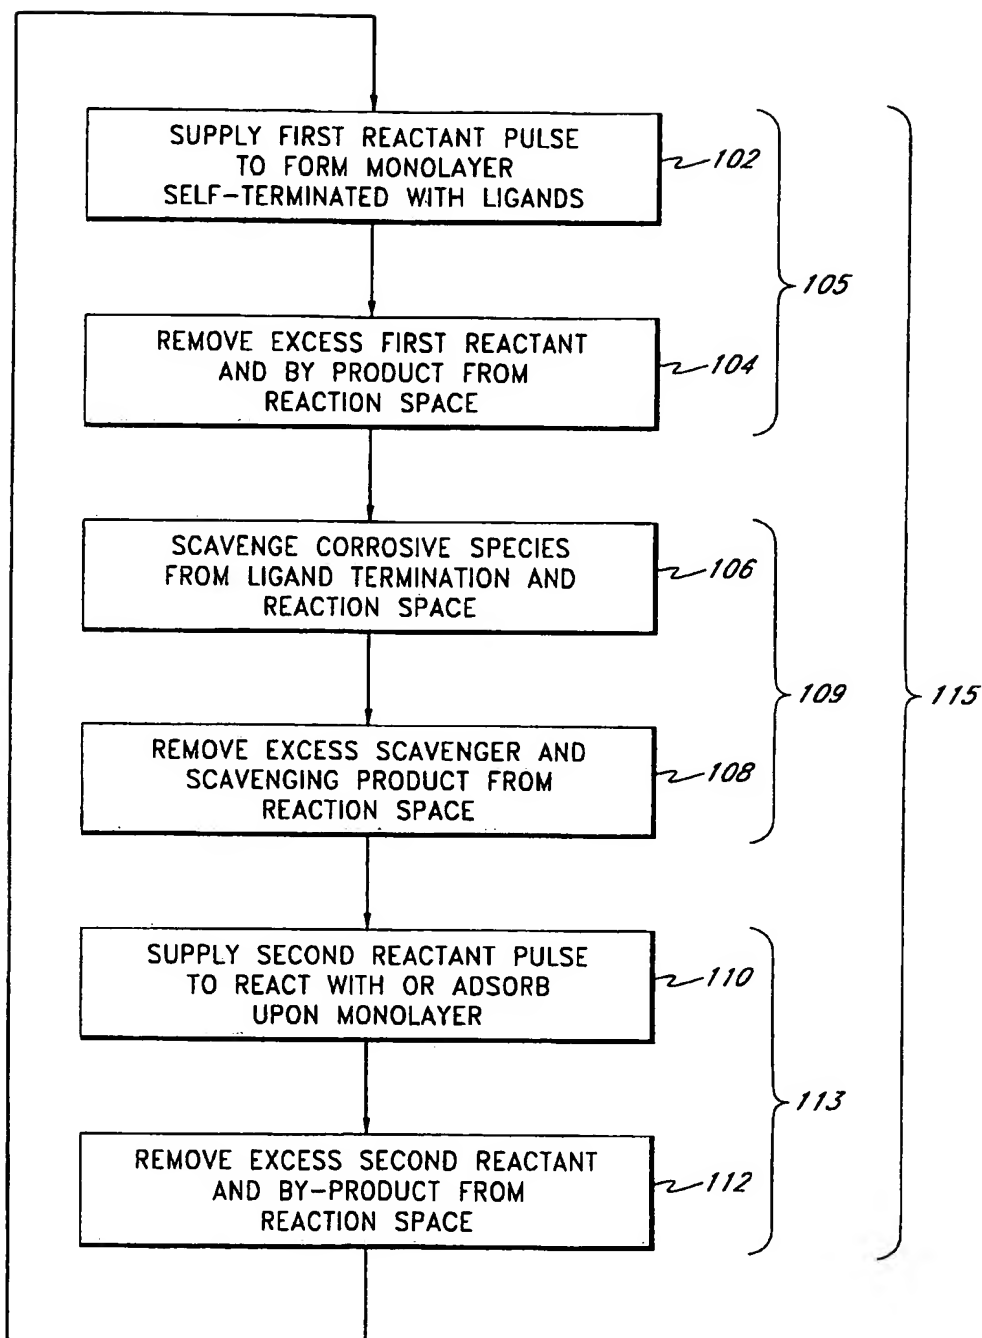 SUPPLY FIRST REACTANT PULSE
TO FORM MONOLAYER
SELF-TERMINATED WITH LIGANDS
102
105
REMOVE EXCESS FIRST REACTANT
AND BY PRODUCT FROM
REACTION SPACE
104
SCAVENGE CORROSIVE SPECIES
FROM LIGAND TERMINATION AND
REACTION SPACE
106
109
115
REMOVE EXCESS SCAVENGER AND
SCAVENGING PRODUCT FROM
REACTION SPACE
108
SUPPLY SECOND REACTANT PULSE
TO REACT WITH OR ADSORB
UPON MONOLAYER
110
113
REMOVE EXCESS SECOND REACTANT
AND BY-PRODUCT FROM
REACTION SPACE
112